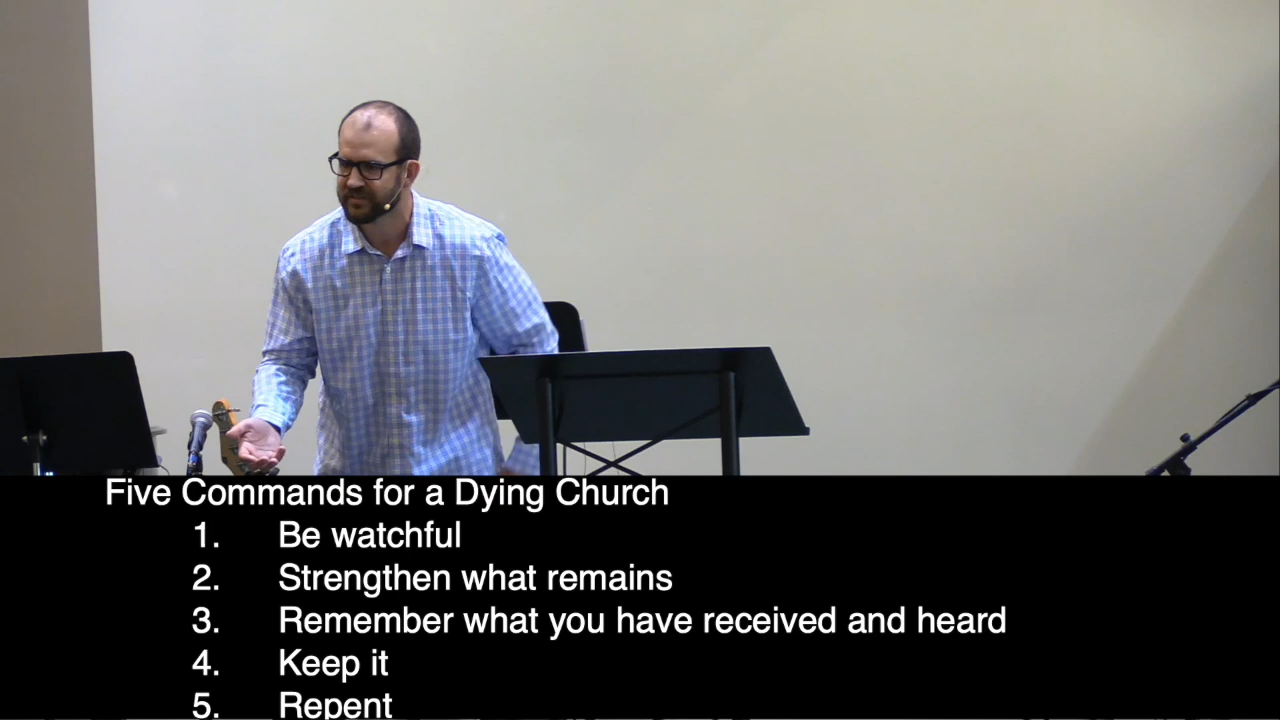 Five Commands for a Dying Church
1. Be watchful
2. Strengthen what remains
3. Remember what you have received and heard
4. Keep it
5. Repent